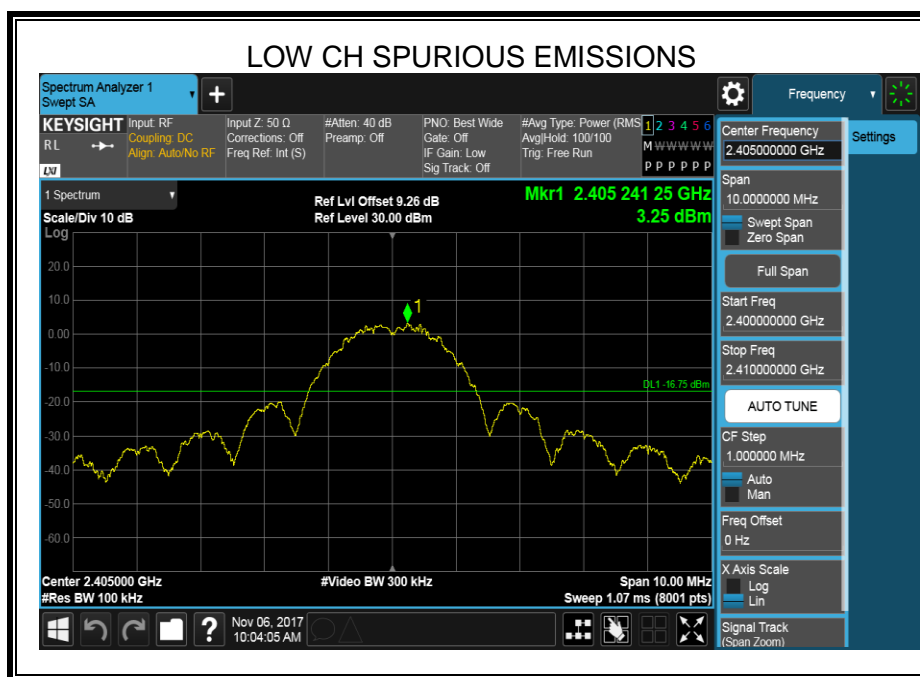 LOW CH SPURIOUS EMISSIONS
Spectrum Analyzer 1
Swept SA
+
Frequency
KEYSIGHT
RL
LXI
Input: RF
Coupling: DC
Align: Auto/No RF
Input Z: 50 Ω
Corrections: Off
Freq Ref: Int (S)
#Atten: 40 dB
Preamp: Off
PNO: Best Wide
Gate: Off
IF Gain: Low
Sig Track: Off
#Avg Type: Power (RMS
Avg|Hold: 100/100
Trig: Free Run
1 2 3 4 5 6
M W W W W W
P P P P P P
Settings
1 Spectrum
Scale/Div 10 dB
Ref Lvl Offset 9.26 dB
Ref Level 30.00 dBm
Mkr1 2.405 241 25 GHz
3.25 dBm
Log
20.0
10.0
0.00
-10.0
-20.0
-30.0
-40.0
-50.0
-60.0
1
DL1 -16.75 dBm
Center 2.405000 GHz
#Res BW 100 kHz
#Video BW 300 kHz
Span 10.00 MHz
Sweep 1.07 ms (8001 pts)
Center Frequency
2.405000000 GHz
Span
10.0000000 MHz
Swept Span
Zero Span
Full Span
Start Freq
2.400000000 GHz
Stop Freq
2.410000000 GHz
AUTO TUNE
CF Step
1.000000 MHz
Auto
Man
Freq Offset
0 Hz
X Axis Scale
Log
Lin
Signal Track
(Span Zoom)
?
Nov 06, 2017
10:04:05 AM